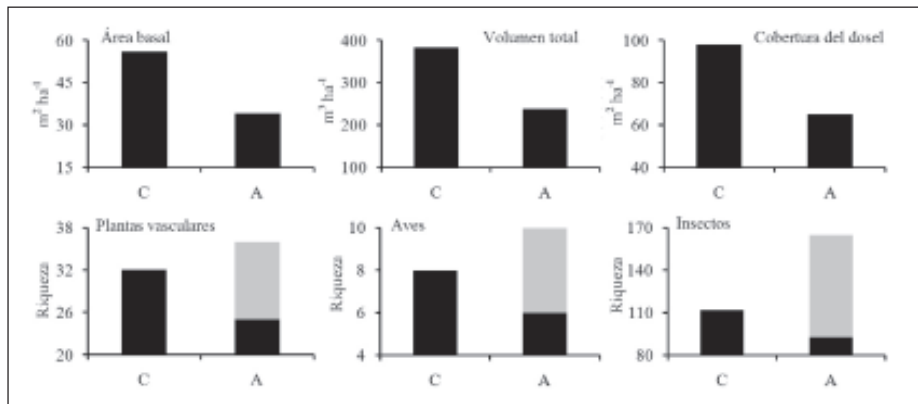 Área basal
60
45
30
15
m² ha⁻¹
C A
Volumen total
400
300
200
100
m³ ha⁻¹
C A
Cobertura del dosel
100
80
60
40
m² ha⁻¹
C A
Plantas vasculares
38
32
26
20
Riqueza
C A
Aves
10
8
6
4
Riqueza
C A
Insectos
170
140
110
80
Riqueza
C A